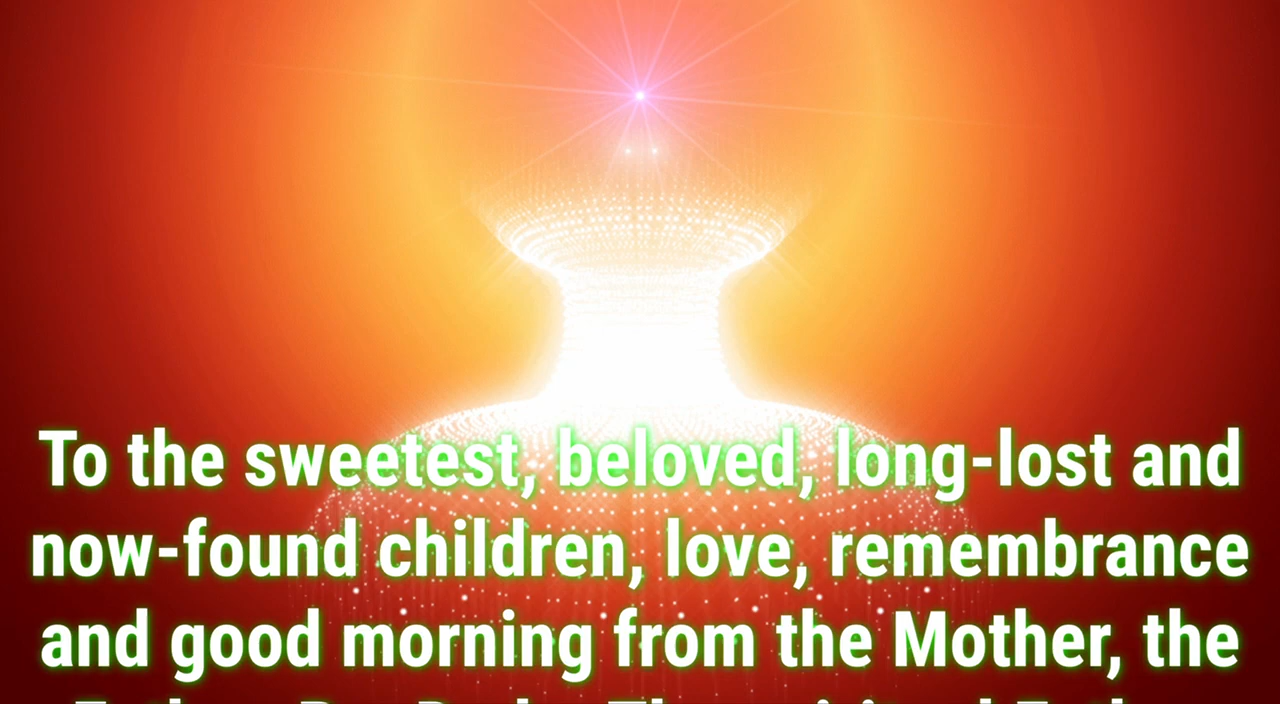 To the sweetest, beloved, long-lost and
now-found children, love, remembrance
and good morning from the Mother, the